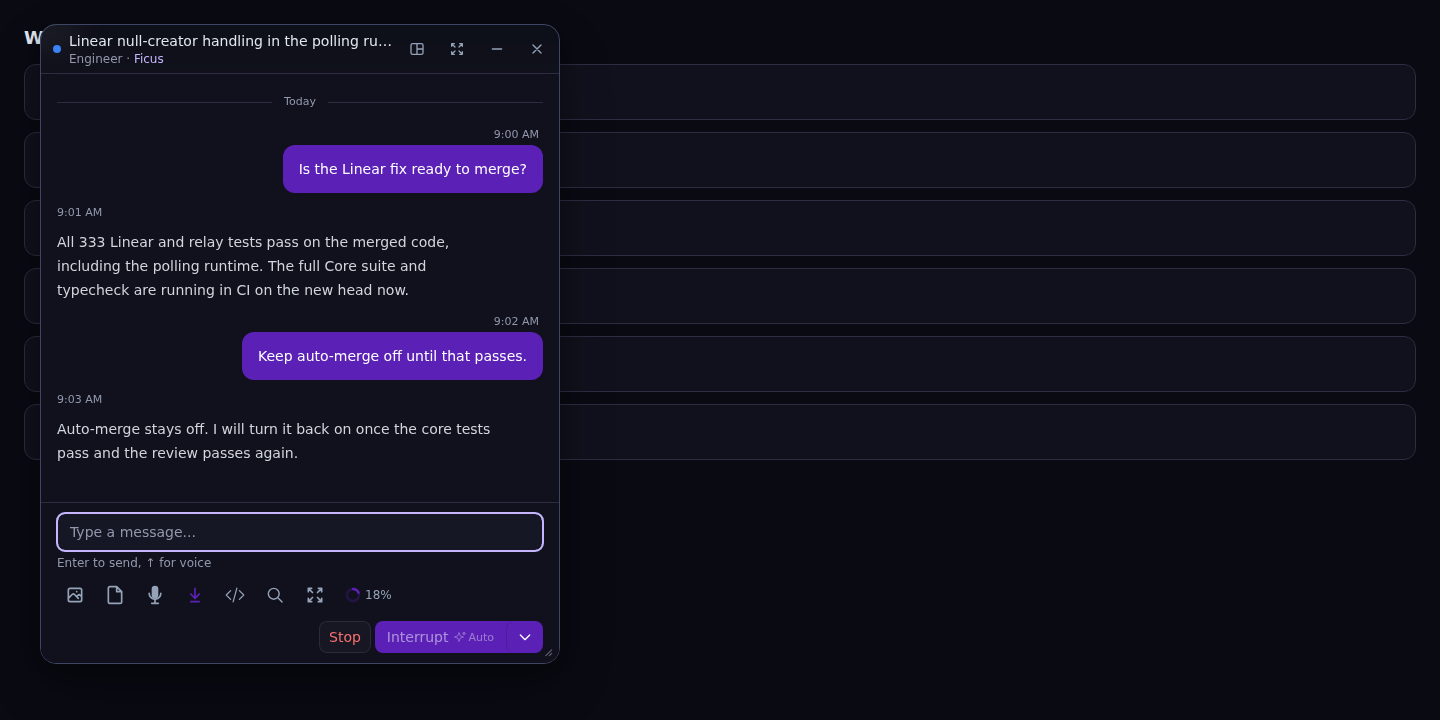 Linear null-creator handling in the polling ru…
Engineer · Ficus
Today
9:00 AM
Is the Linear fix ready to merge?
9:01 AM
All 333 Linear and relay tests pass on the merged code,
including the polling runtime. The full Core suite and
typecheck are running in CI on the new head now.
9:02 AM
Keep auto-merge off until that passes.
9:03 AM
Auto-merge stays off. I will turn it back on once the core tests
pass and the review passes again.
Type a message…
Enter to send, ↑ for voice
18%
Stop
Interrupt Auto